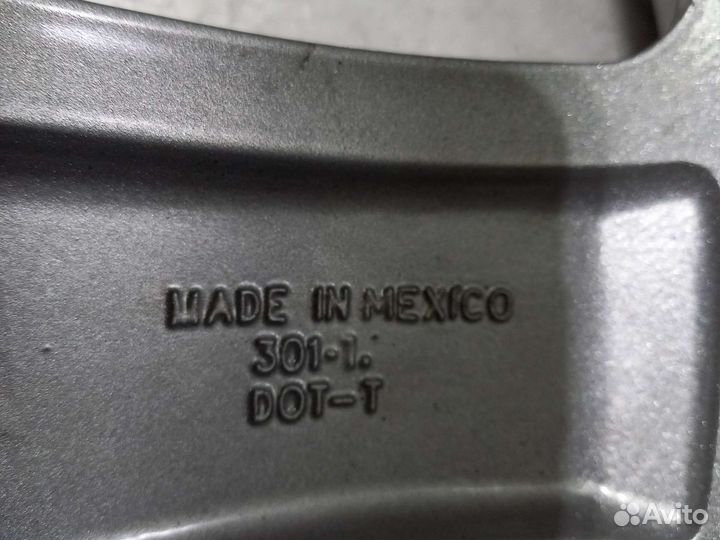 MADE IN MEXICO
301-1.
DOT-T
Avito